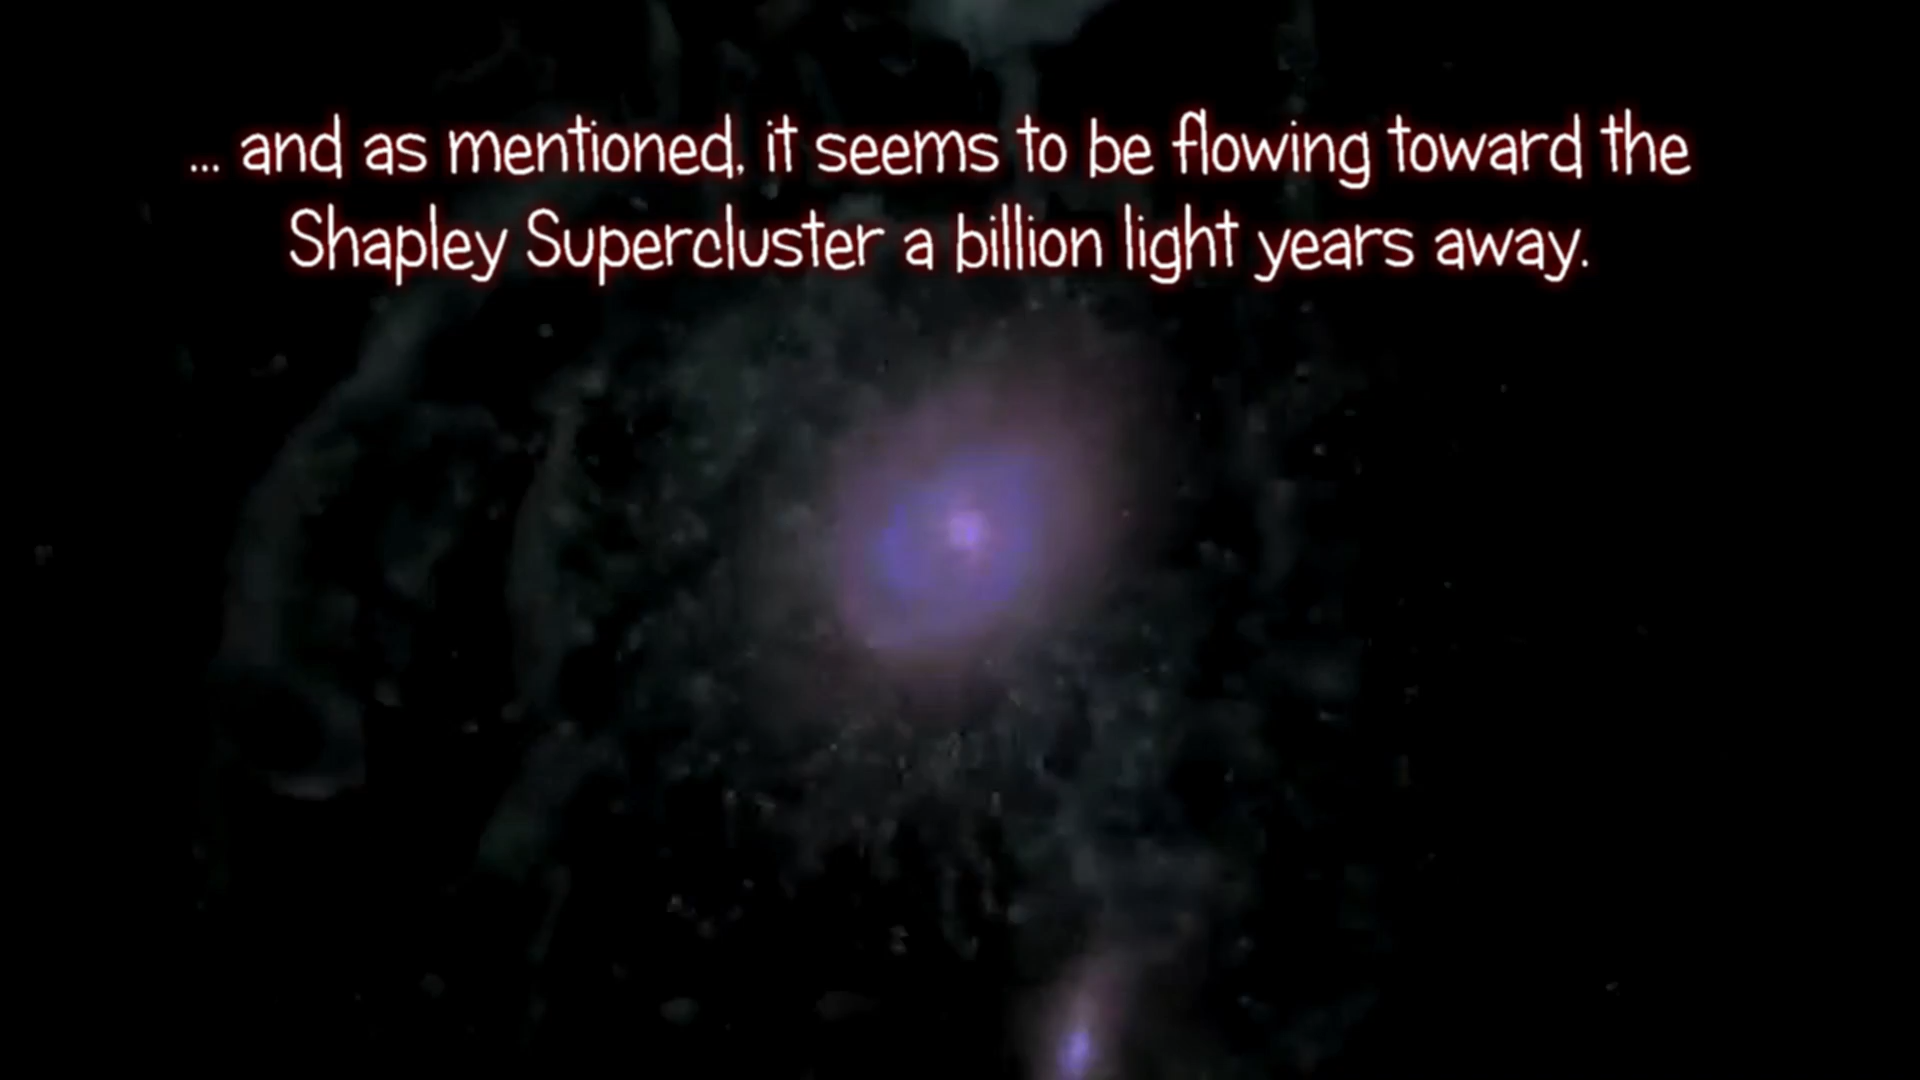 ... and as mentioned, it seems to be flowing toward the
Shapley Supercluster a billion light years away.